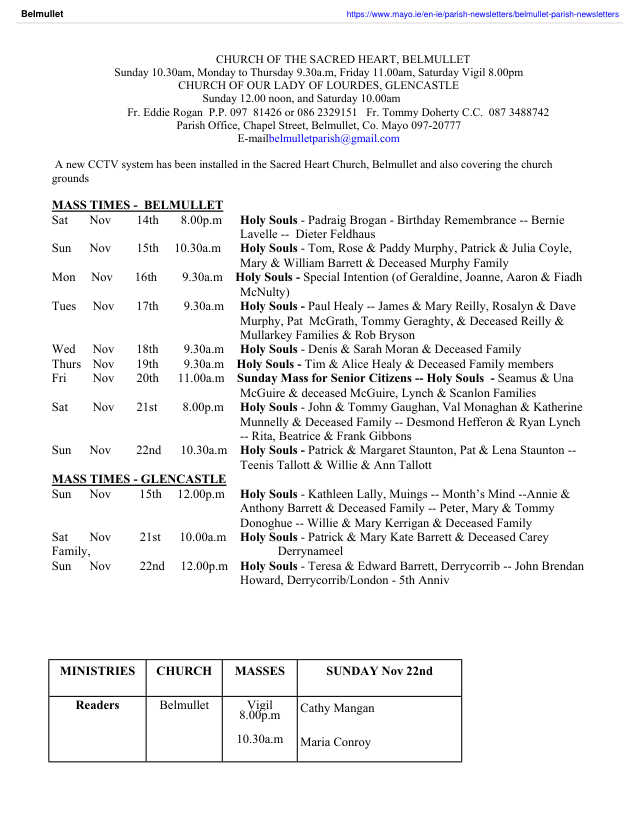 Belmullet https://www.mayo.ie/en-ie/parish-newsletters/belmullet-parish-newsletters
CHURCH OF THE SACRED HEART, BELMULLET
Sunday 10.30am, Monday to Thursday 9.30a.m, Friday 11.00am, Saturday Vigil 8.00pm
CHURCH OF OUR LADY OF LOURDES, GLENCASTLE
Sunday 12.00 noon, and Saturday 10.00am
Fr. Eddie Rogan P.P. 097 81426 or 086 2329151 Fr. Tommy Doherty C.C. 087 3488742
Parish Office, Chapel Street, Belmullet, Co. Mayo 097-20777
E-mailbelmulletparish@gmail.com
A new CCTV system has been installed in the Sacred Heart Church, Belmullet and also covering the church
grounds
MASS TIMES - BELMULLET
Sat Nov 14th 8.00p.m Holy Souls - Padraig Brogan - Birthday Remembrance -- Bernie
Lavelle -- Dieter Feldhaus
Sun Nov 15th 10.30a.m Holy Souls - Tom, Rose & Paddy Murphy, Patrick & Julia Coyle,
Mary & William Barrett & Deceased Murphy Family
Mon Nov 16th 9.30a.m Holy Souls - Special Intention (of Geraldine, Joanne, Aaron & Fiadh
McNulty)
Tues Nov 17th 9.30a.m Holy Souls - Paul Healy -- James & Mary Reilly, Rosalyn & Dave
Murphy, Pat McGrath, Tommy Geraghty, & Deceased Reilly &
Mullarkey Families & Rob Bryson
Wed Nov 18th 9.30a.m Holy Souls - Denis & Sarah Moran & Deceased Family
Thurs Nov 19th 9.30a.m Holy Souls - Tim & Alice Healy & Deceased Family members
Fri Nov 20th 11.00a.m Sunday Mass for Senior Citizens -- Holy Souls - Seamus & Una
McGuire & deceased McGuire, Lynch & Scanlon Families
Sat Nov 21st 8.00p.m Holy Souls - John & Tommy Gaughan, Val Monaghan & Katherine
Munnelly & Deceased Family -- Desmond Hefferon & Ryan Lynch
-- Rita, Beatrice & Frank Gibbons
Sun Nov 22nd 10.30a.m Holy Souls - Patrick & Margaret Staunton, Pat & Lena Staunton --
Teenis Tallott & Willie & Ann Tallott
MASS TIMES - GLENCASTLE
Sun Nov 15th 12.00p.m Holy Souls - Kathleen Lally, Muings -- Month's Mind --Annie &
Anthony Barrett & Deceased Family -- Peter, Mary & Tommy
Donoghue -- Willie & Mary Kerrigan & Deceased Family
Sat Nov 21st 10.00a.m Holy Souls - Patrick & Mary Kate Barrett & Deceased Carey
Family, Derrynameel
Sun Nov 22nd 12.00p.m Holy Souls - Teresa & Edward Barrett, Derrycorrib -- John Brendan
Howard, Derrycorrib/London - 5th Anniv
MINISTRIES CHURCH MASSES SUNDAY Nov 22nd
Readers Belmullet Vigil
8.00p.m Cathy Mangan
10.30a.m Maria Conroy